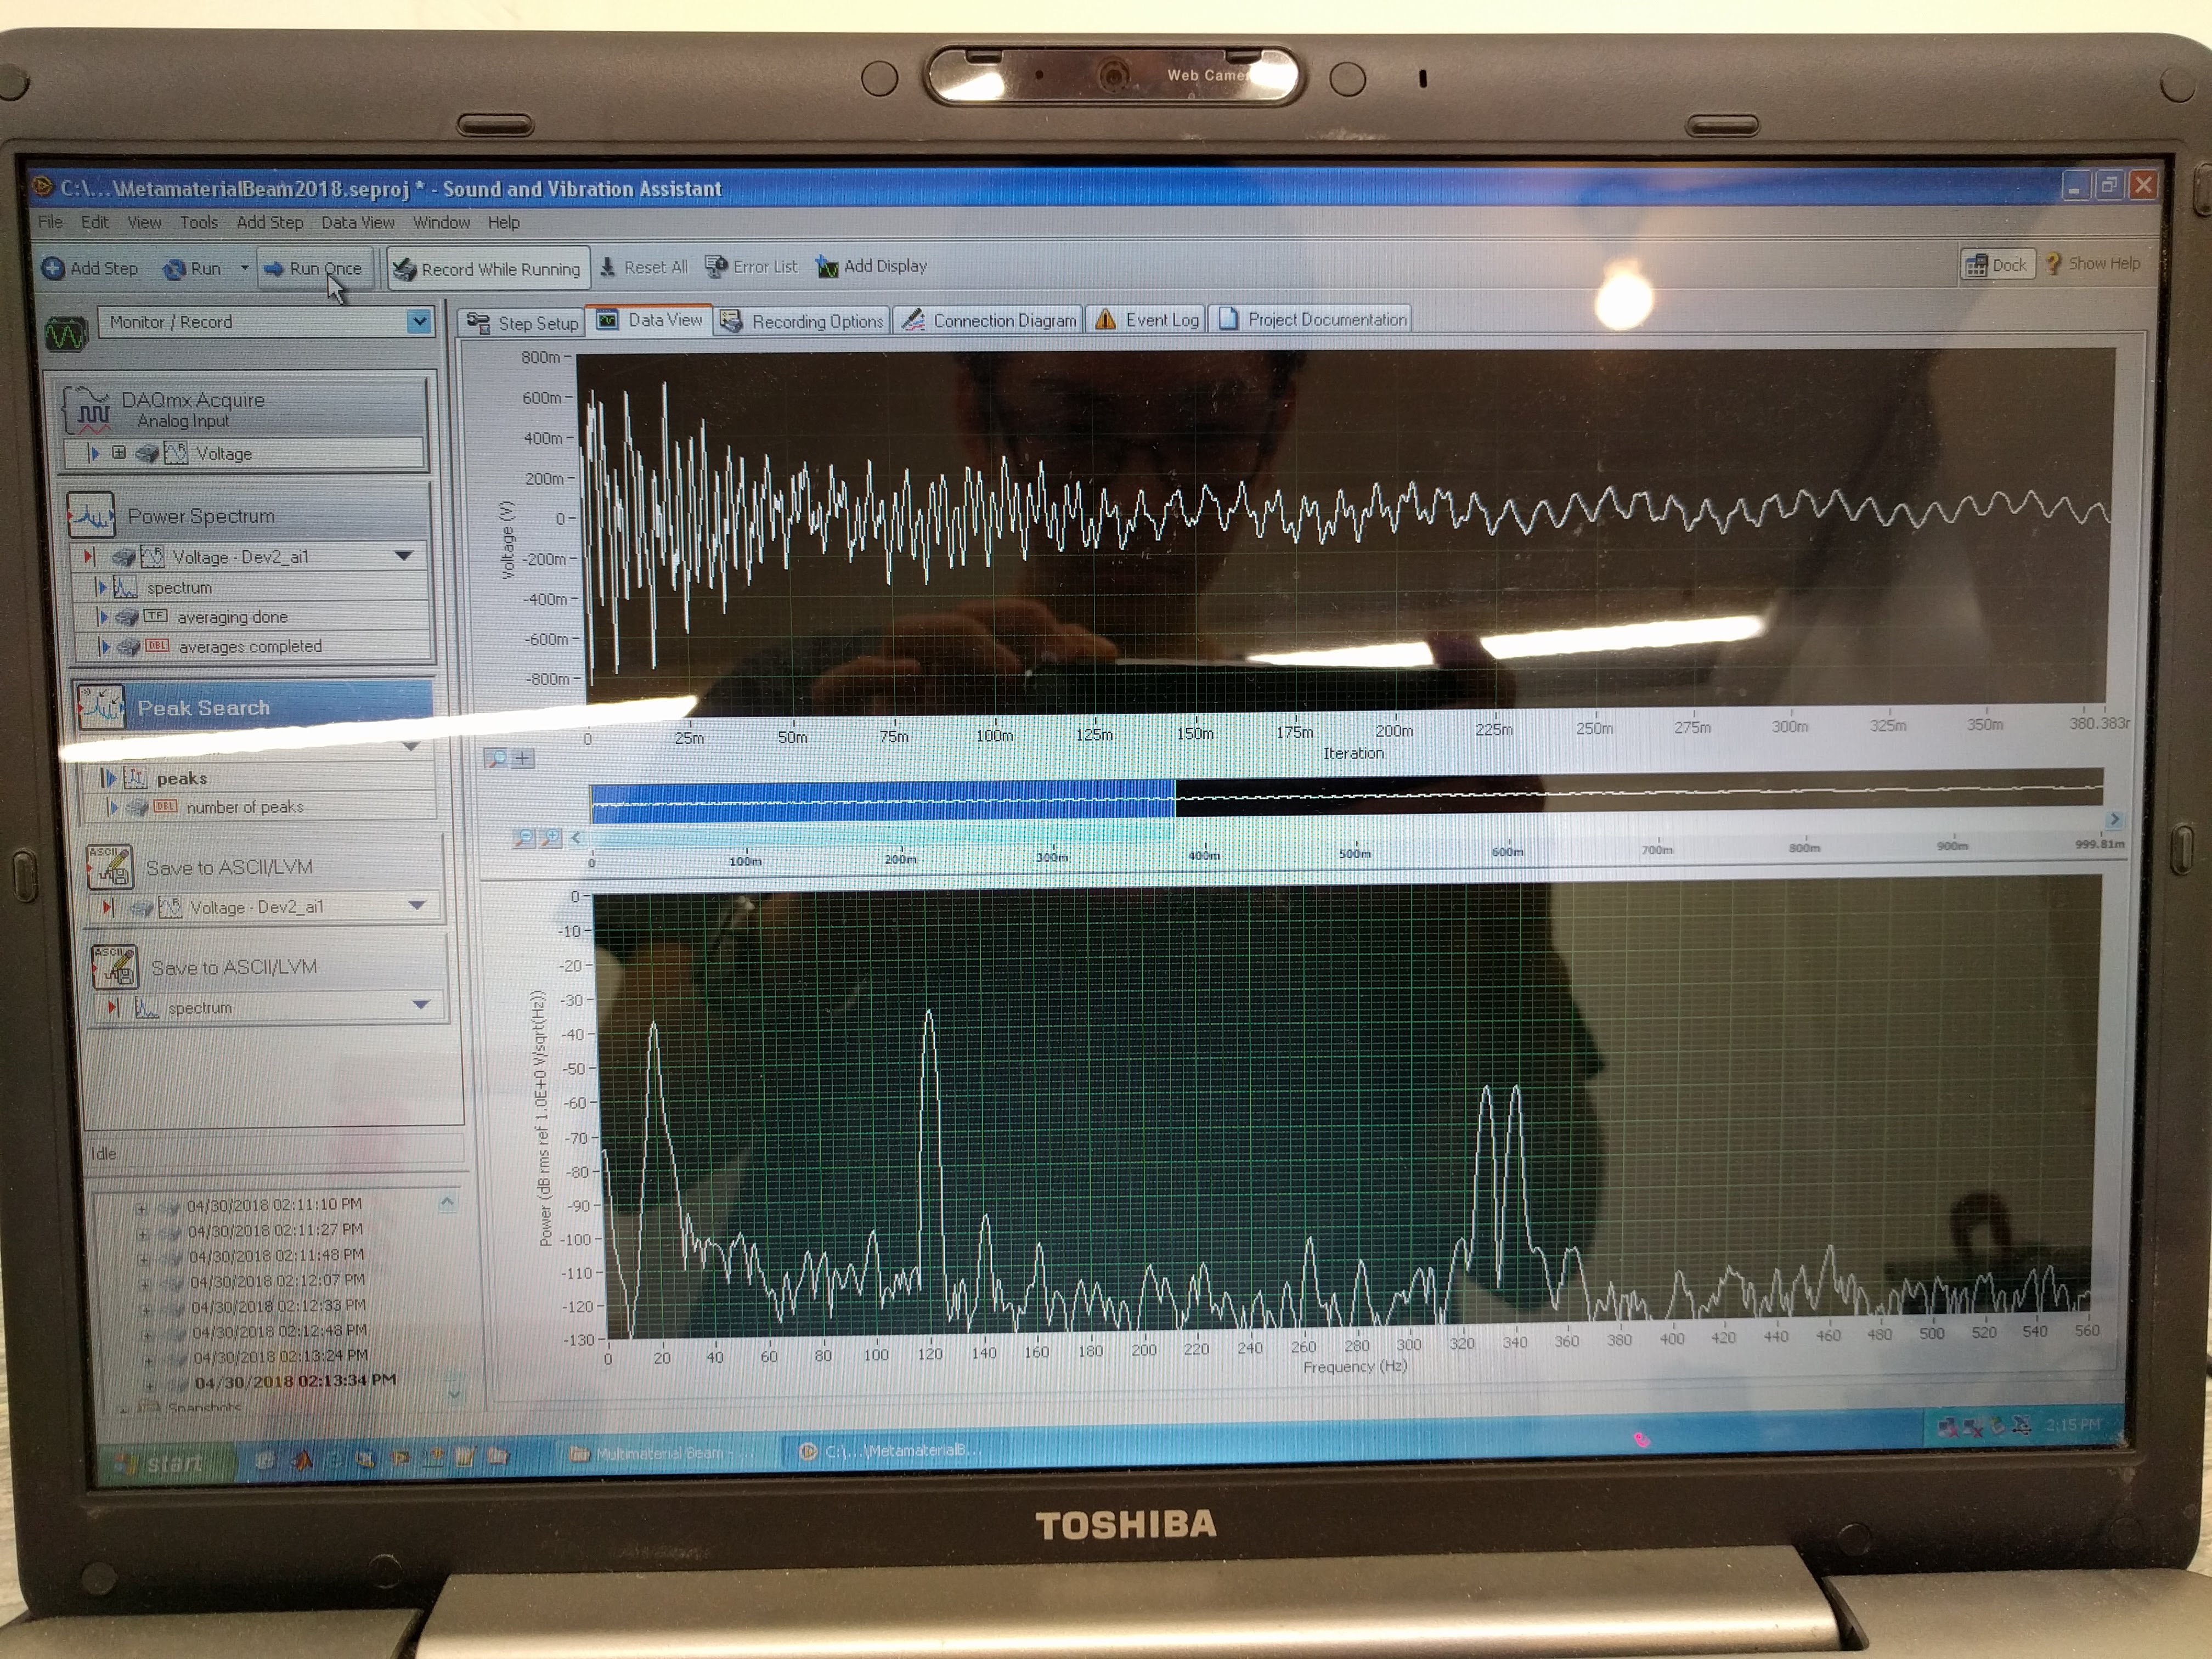 Web Came
C:\...\MetamaterialBeam2018.seproj * - Sound and Vibration Assistant
File Edit View Tools Add Step Data View Window Help
Add Step Run Run Once Record While Running Reset All Error List Add Display Dock Show Help
Monitor / Record
Step Setup Data View Recording Options Connection Diagram Event Log Project Documentation
DAQmx Acquire
Analog Input
Voltage
Power Spectrum
Voltage - Dev2_ai1
spectrum
TF averaging done
DBL averages completed
Peak Search
peaks
DBL number of peaks
ASCII Save to ASCII/LVM
Voltage - Dev2_ai1
ASCII Save to ASCII/LVM
spectrum
Idle
04/30/2018 02:11:10 PM
04/30/2018 02:11:27 PM
04/30/2018 02:11:48 PM
04/30/2018 02:12:07 PM
04/30/2018 02:12:33 PM
04/30/2018 02:12:48 PM
04/30/2018 02:13:24 PM
04/30/2018 02:13:34 PM
Snapshots
Voltage (V)
800m
600m
400m
200m
0
-200m
-400m
-600m
-800m
0 25m 50m 75m 100m 125m 150m 175m 200m 225m 250m 275m 300m 325m 350m 380.383r
Iteration
0 100m 200m 300m 400m 500m 600m 700m 800m 900m 999.81m
Power (dB rms ref 1.0E+0 V/sqrt(Hz))
0
-10
-20
-30
-40
-50
-60
-70
-80
-90
-100
-110
-120
-130
0 20 40 60 80 100 120 140 160 180 200 220 240 260 280 300 320 340 360 380 400 420 440 460 480 500 520 540 560
Frequency (Hz)
start Multimaterial Beam - ... C:\...\MetamaterialB... 2:15 PM
TOSHIBA